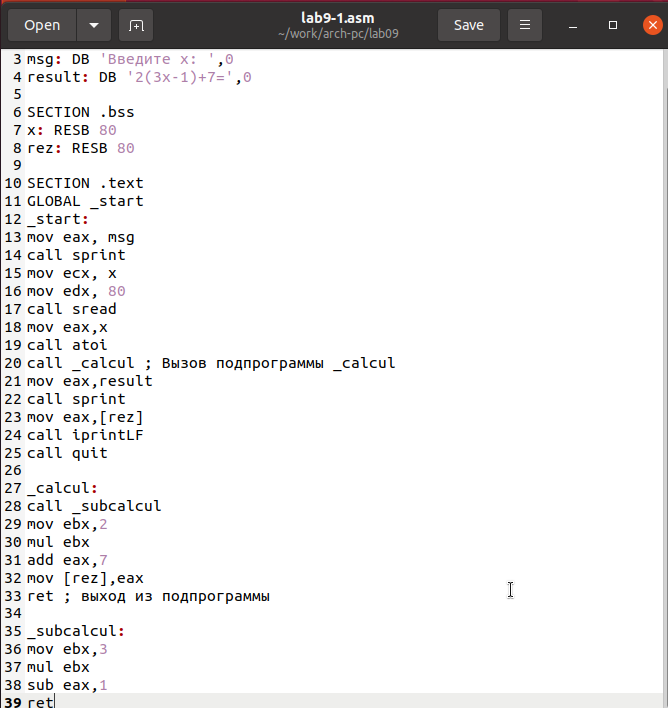 Open
lab9-1.asm
~/work/arch-pc/lab09
Save
3 msg: DB 'Введите x: ',0
4 result: DB '2(3x-1)+7=',0
5
6 SECTION .bss
7 x: RESB 80
8 rez: RESB 80
9
10 SECTION .text
11 GLOBAL _start
12 _start:
13 mov eax, msg
14 call sprint
15 mov ecx, x
16 mov edx, 80
17 call sread
18 mov eax,x
19 call atoi
20 call _calcul ; Вызов подпрограммы _calcul
21 mov eax,result
22 call sprint
23 mov eax,[rez]
24 call iprintLF
25 call quit
26
27 _calcul:
28 call _subcalcul
29 mov ebx,2
30 mul ebx
31 add eax,7
32 mov [rez],eax
33 ret ; выход из подпрограммы
34
35 _subcalcul:
36 mov ebx,3
37 mul ebx
38 sub eax,1
39 ret